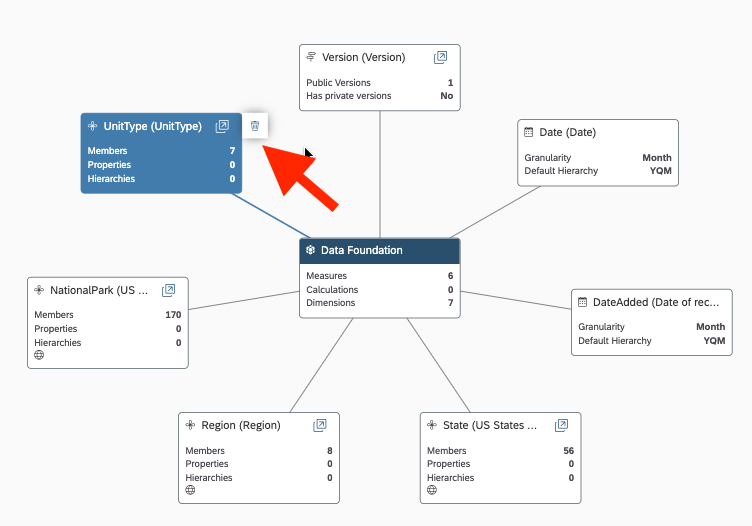 Version (Version)
Public Versions 1
Has private versions No
UnitType (UnitType)
Members 7
Properties 0
Hierarchies 0
Date (Date)
Granularity Month
Default Hierarchy YQM
Data Foundation
Measures 6
Calculations 0
Dimensions 7
NationalPark (US ...
Members 170
Properties 0
Hierarchies 0
DateAdded (Date of rec...
Granularity Month
Default Hierarchy YQM
Region (Region)
Members 8
Properties 0
Hierarchies 0
State (US States ...
Members 56
Properties 0
Hierarchies 0